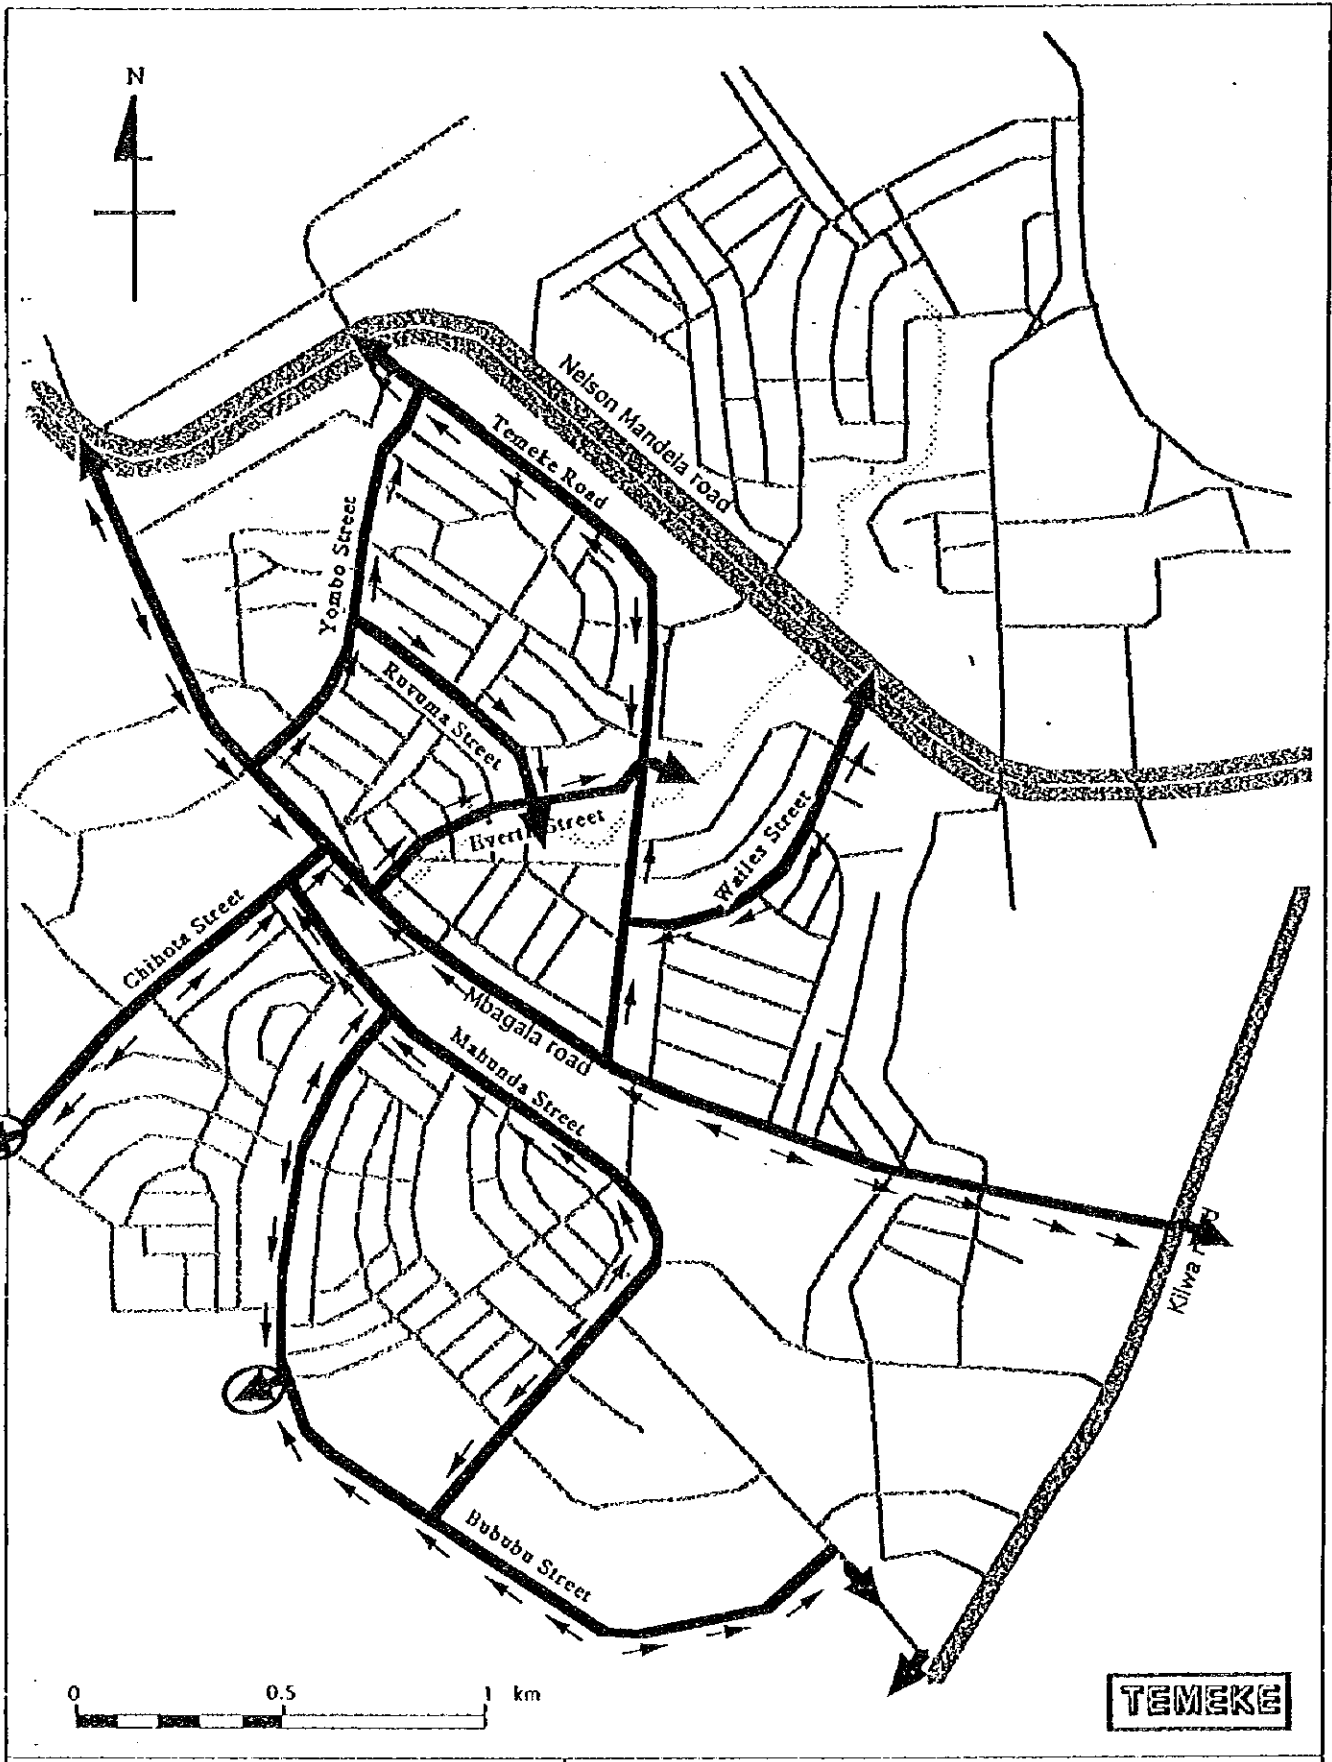 N
Nelson Mandela road
Temeke Road
Yombo Street
Ruvuma Street
Everth Street
Wailes Street
Chihota Street
Mbagala road
Mabunda Street
Kilwa
Bububu Street
0 0.5 1 km
TEMEKE